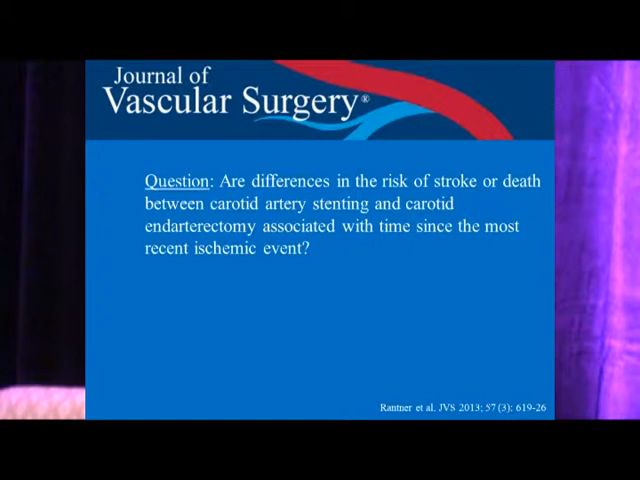 Journal of
Vascular Surgery®
Question: Are differences in the risk of stroke or death
between carotid artery stenting and carotid
endarterectomy associated with time since the most
recent ischemic event?
Rantner et al. JVS 2013; 57 (3): 619-26